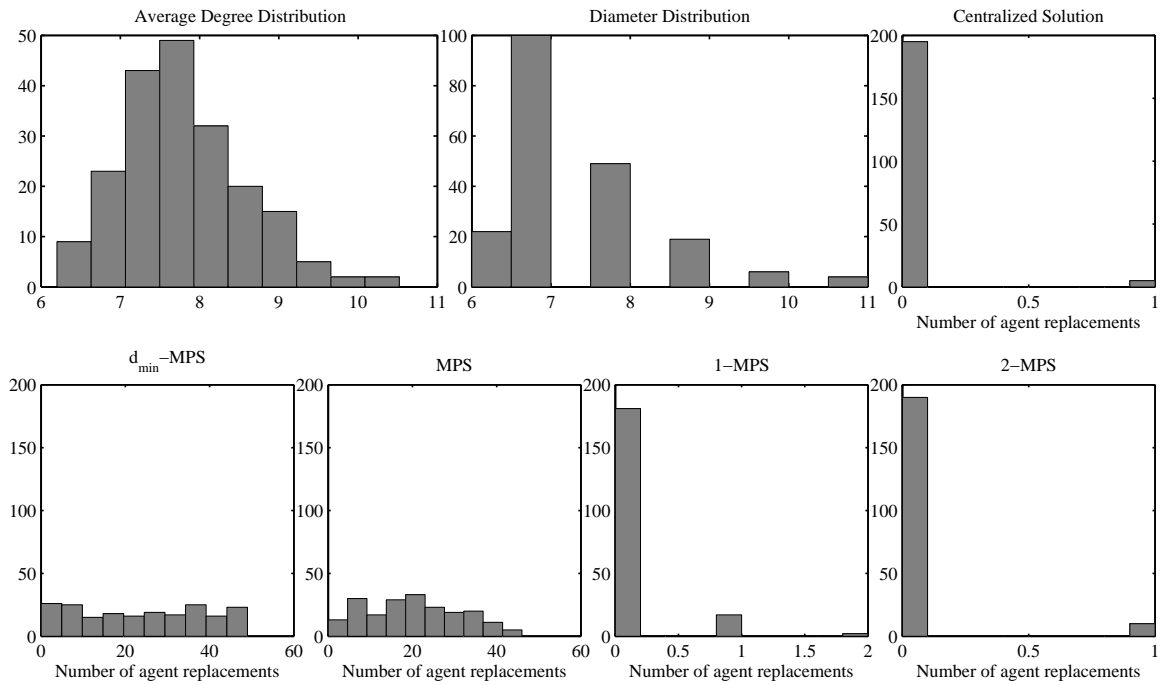 Average Degree Distribution
50
40
30
20
10
0
6 7 8 9 10 11
Diameter Distribution
100
80
60
40
20
0
6 7 8 9 10 11
Centralized Solution
200
150
100
50
0
0 0.5 1
Number of agent replacements
d_min−MPS
200
150
100
50
0
0 20 40 60
Number of agent replacements
MPS
200
150
100
50
0
0 20 40 60
Number of agent replacements
1−MPS
200
150
100
50
0
0 0.5 1 1.5 2
Number of agent replacements
2−MPS
200
150
100
50
0
0 0.5 1
Number of agent replacements